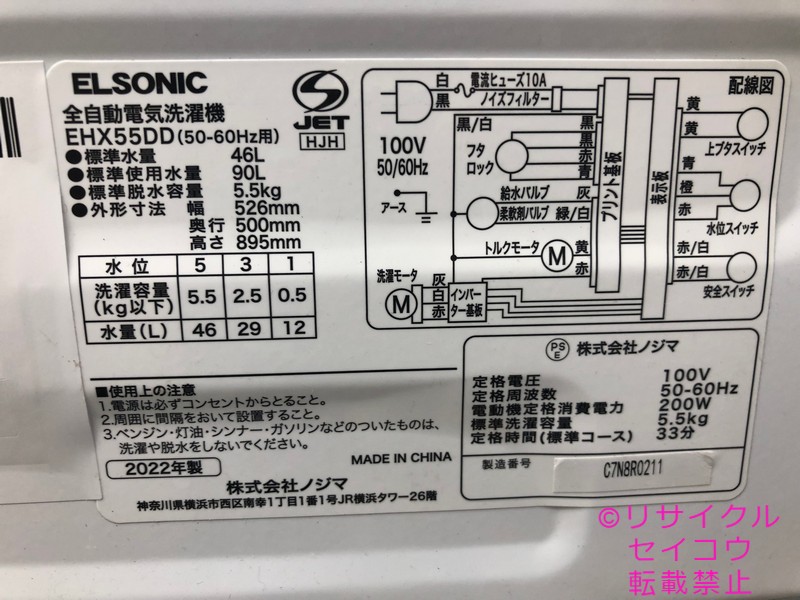 ELSONIC
全自動電気洗濯機
EHX55DD(50-60Hz用)
●標準水量 46L
●標準使用水量 90L
●標準脱水容量 5.5kg
●外形寸法 幅 526mm
奥行 500mm
高さ 895mm
S
JET
HJH
水位 5 3 1
洗濯容量(kg以下) 5.5 2.5 0.5
水量(L) 46 29 12
■使用上の注意
1.電源は必ずコンセントからとること。
2.周囲に間隔をおいて設置すること。
3.ベンジン・灯油・シンナー・ガソリンなどのついたものは、
洗濯や脱水をしないでください。
2022年製
MADE IN CHINA
株式会社ノジマ
神奈川県横浜市西区南幸1丁目1番1号JR横浜タワー26階
配線図
白 電流ヒューズ10A
黒 ノイズフィルター
黒/白
100V
50/60Hz
アース
フタロック
黒
黒
赤
青
給水バルブ 灰
柔軟剤バルブ 緑/白
トルクモータ M 黄
赤
洗濯モータ
M
灰
白
赤
インバーター基板
プリント基板
表示板
黄
黄
上ブタスイッチ
青
橙
赤
水位スイッチ
赤/白
赤/白
安全スイッチ
PSE 株式会社ノジマ
定格電圧 100V
定格周波数 50-60Hz
電動機定格消費電力 200W
標準洗濯容量 5.5kg
定格時間(標準コース) 33分
製造番号 C7N8R0211
©リサイクル
セイコウ
転載禁止